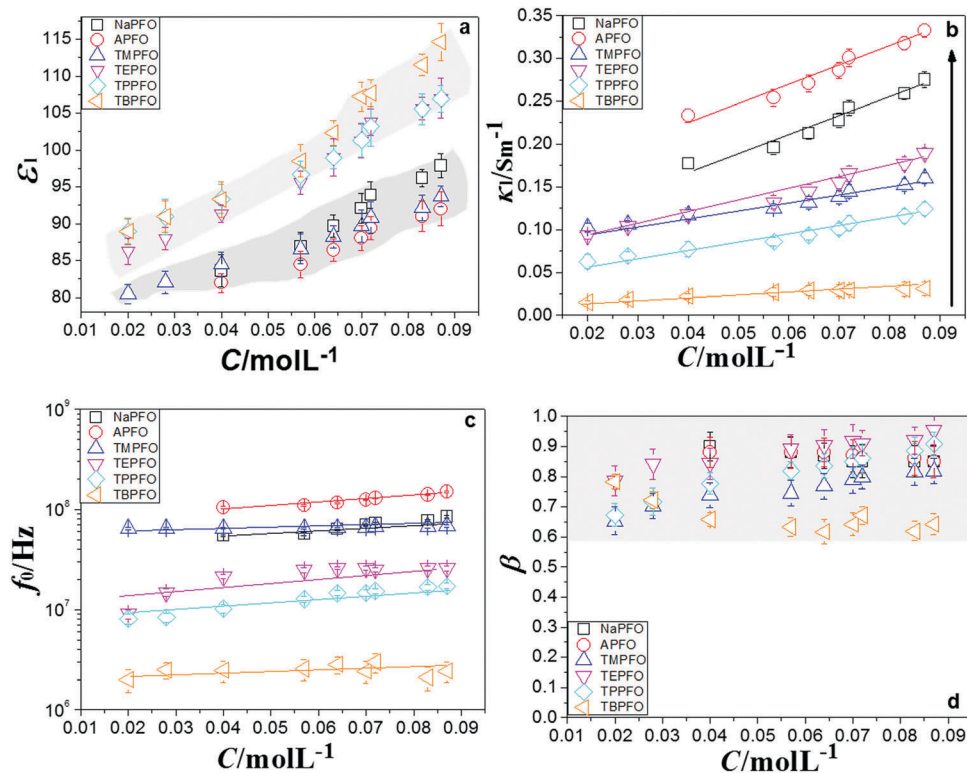 a
NaPFO
APFO
TMPFO
TEPFO
TPPFO
TBPFO
ε₁
115
110
105
100
95
90
85
80
0.01 0.02 0.03 0.04 0.05 0.06 0.07 0.08 0.09
C/molL⁻¹
b
NaPFO
APFO
TMPFO
TEPFO
TPPFO
TBPFO
κ₁/Sm⁻¹
0.35
0.30
0.25
0.20
0.15
0.10
0.05
0.00
0.02 0.03 0.04 0.05 0.06 0.07 0.08 0.09
C/molL⁻¹
c
NaPFO
APFO
TMPFO
TEPFO
TPPFO
TBPFO
f₀/Hz
10⁹
10⁸
10⁷
10⁶
0.01 0.02 0.03 0.04 0.05 0.06 0.07 0.08 0.09
C/molL⁻¹
β
1.0
0.9
0.8
0.7
0.6
0.5
0.4
0.3
0.2
0.1
0.0
NaPFO
APFO
TMPFO
TEPFO
TPPFO
TBPFO
d
0.01 0.02 0.03 0.04 0.05 0.06 0.07 0.08 0.09
C/molL⁻¹